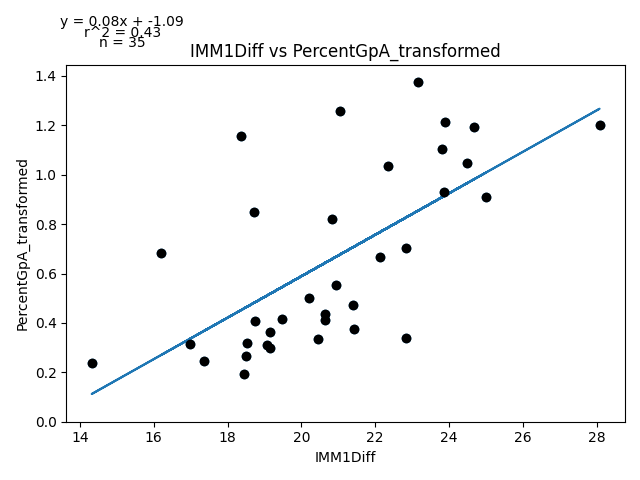 y = 0.08x + -1.09
r^2 = 0.43
n = 35
IMM1Diff vs PercentGpA_transformed
1.4
1.2
1.0
0.8
0.6
0.4
0.2
0.0
PercentGpA_transformed
14 16 18 20 22 24 26 28
IMM1Diff